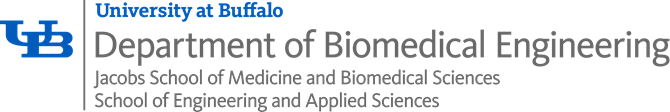 UB
University at Buffalo
Department of Biomedical Engineering
Jacobs School of Medicine and Biomedical Sciences
School of Engineering and Applied Sciences